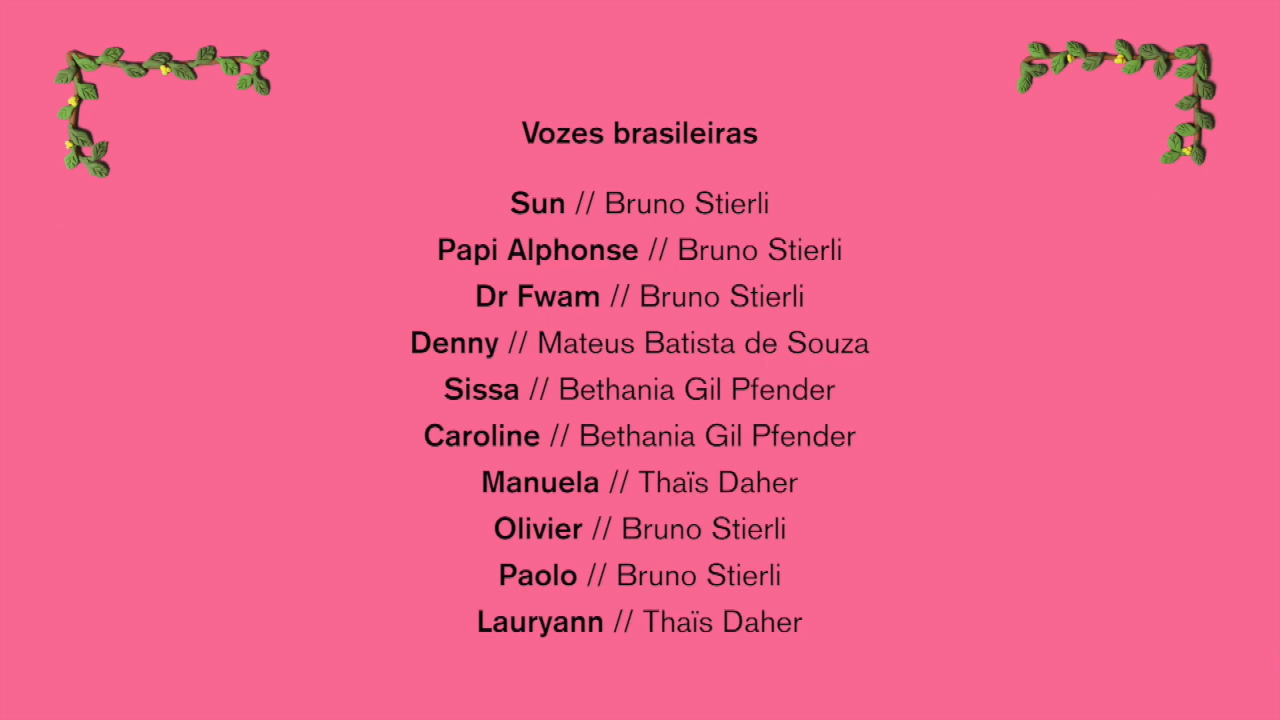 Vozes brasileiras
Sun // Bruno Stierli
Papi Alphonse // Bruno Stierli
Dr Fwam // Bruno Stierli
Denny // Mateus Batista de Souza
Sissa // Bethania Gil Pfender
Caroline // Bethania Gil Pfender
Manuela // Thaïs Daher
Olivier // Bruno Stierli
Paolo // Bruno Stierli
Lauryann // Thaïs Daher